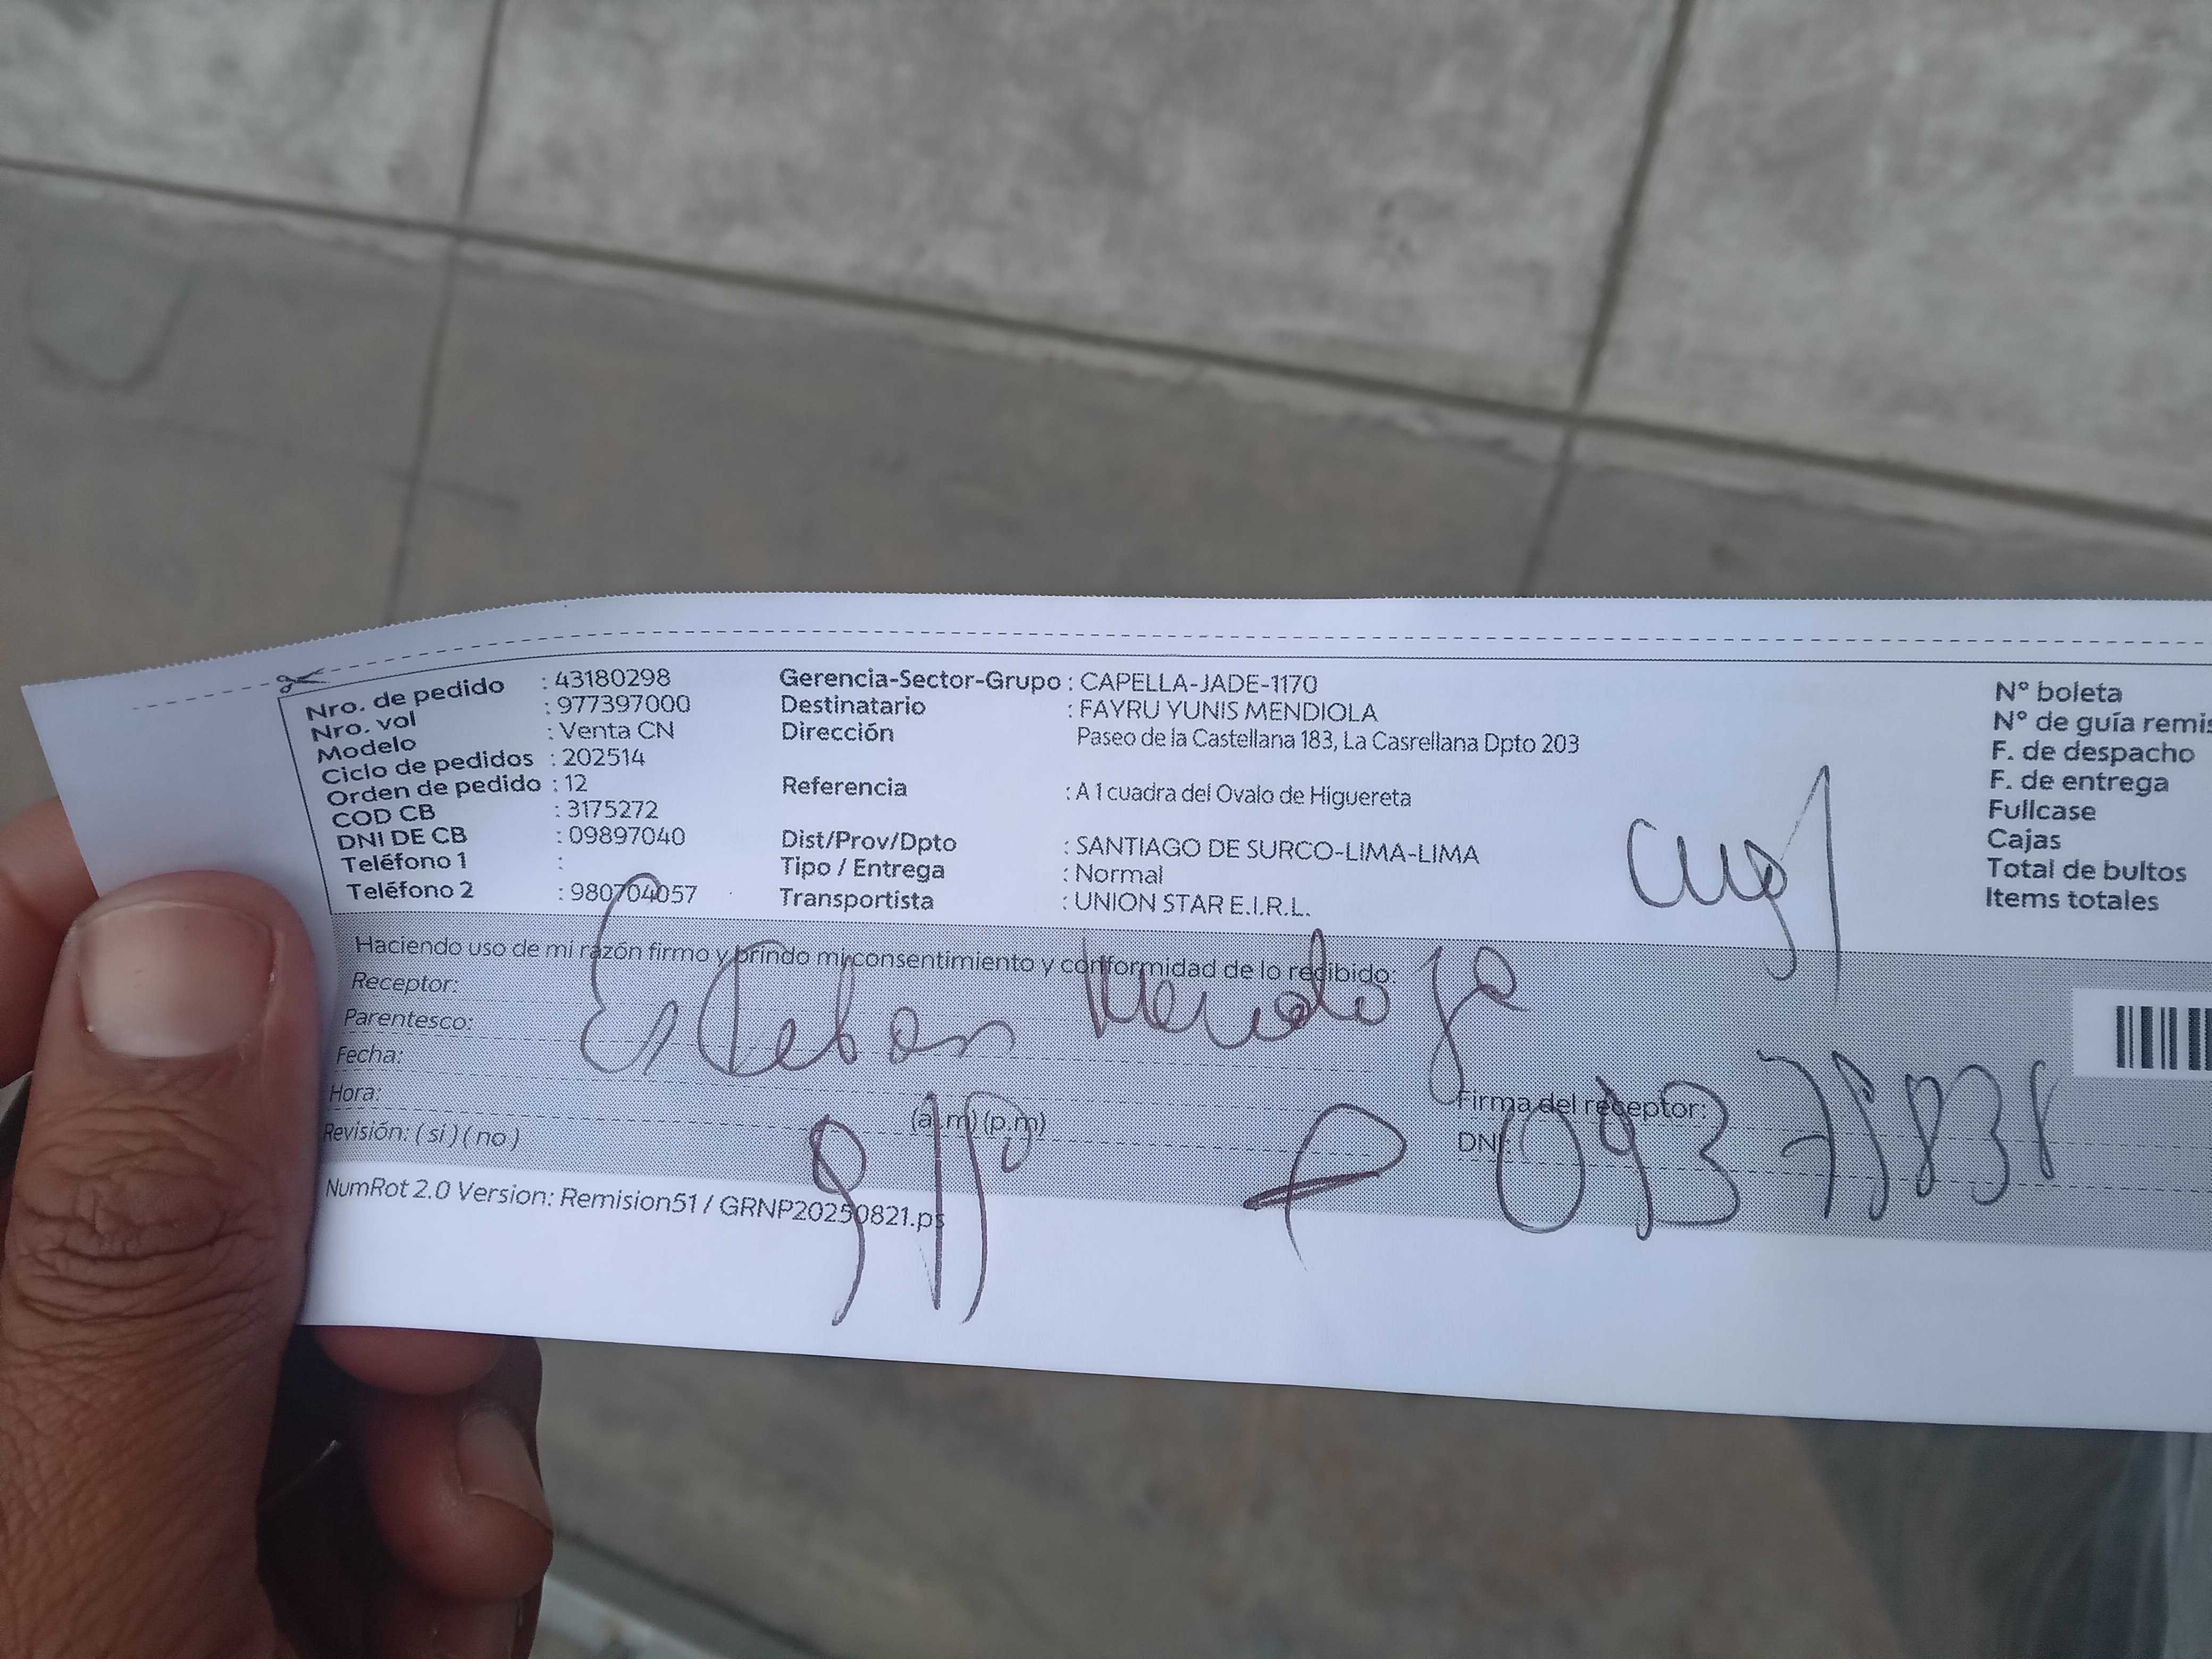 Nro. de pedido : 43180298
Nro. vol : 977397000
Modelo : Venta CN
Ciclo de pedidos : 202514
Orden de pedido : 12
COD CB : 3175272
DNI DE CB : 09897040
Teléfono 1 :
Teléfono 2 : 980704057
Gerencia-Sector-Grupo : CAPELLA-JADE-1170
Destinatario : FAYRU YUNIS MENDIOLA
Dirección Paseo de la Castellana 183, La Casrellana Dpto 203
Referencia : A 1 cuadra del Ovalo de Higuereta
Dist/Prov/Dpto : SANTIAGO DE SURCO-LIMA-LIMA
Tipo / Entrega : Normal
Transportista : UNION STAR E.I.R.L.
N° boleta
N° de guía remis
F. de despacho
F. de entrega
Fullcase
Cajas
Total de bultos
Items totales
Haciendo uso de mi razón firmo y brindo mi consentimiento y conformidad de lo recibido:
Receptor:
Esteban Mendoza
Parentesco:
Fecha:
Hora: (a.m) (p.m)
Firma del receptor:
Revisión: ( si ) ( no )
DNI:
NumRot 2.0 Version: Remision51 / GRNP20250821.ps